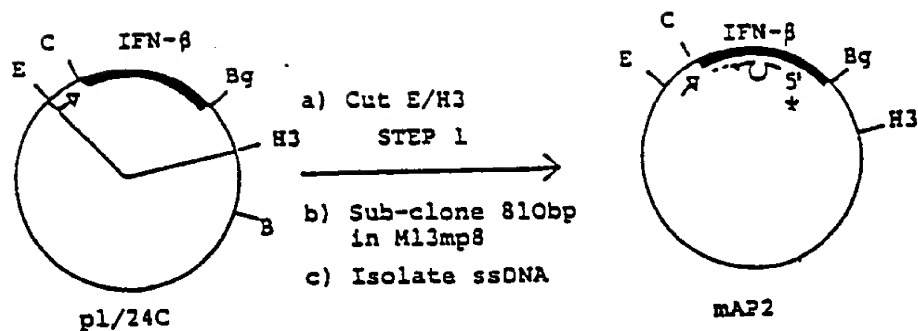 IFN-β
C
E
Bg
H3
B
p1/24C
a) Cut E/H3
STEP 1
b) Sub-clone 810bp
in M13mp8
c) Isolate ssDNA
IFN-β
C
E
Bg
5'
*
H3
mAP2